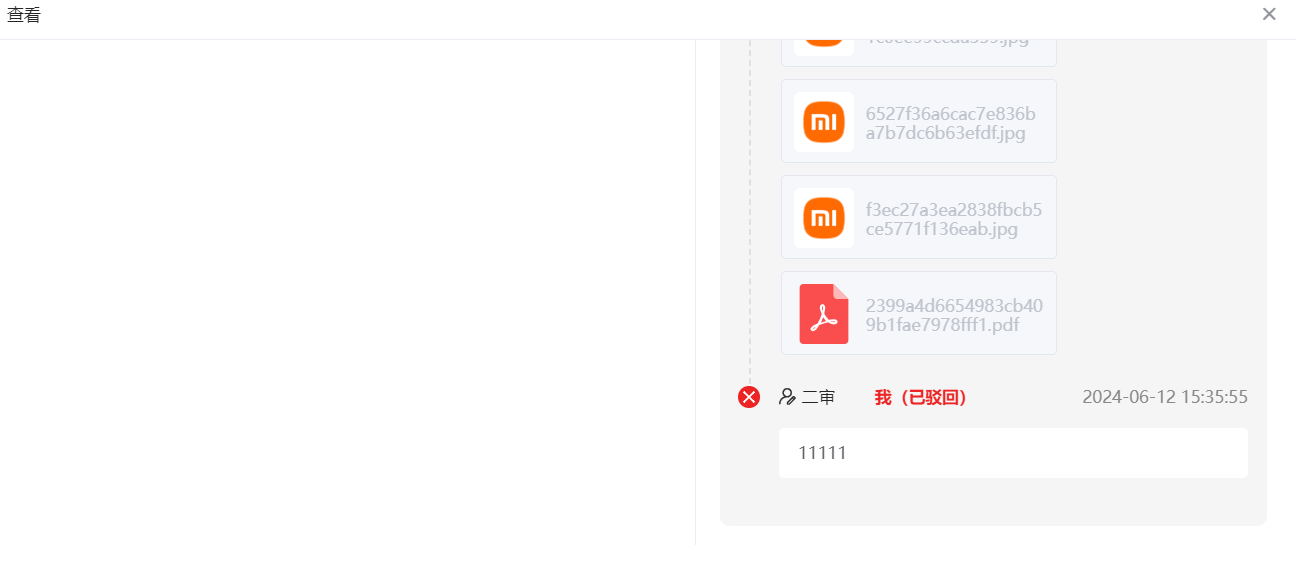 查看
6527f36a6cac7e836b
a7b7dc6b63efdf.jpg
f3ec27a3ea2838fbcb5
ce5771f136eab.jpg
2399a4d6654983cb40
9b1fae7978fff1.pdf
二审 我（已驳回） 2024-06-12 15:35:55
11111